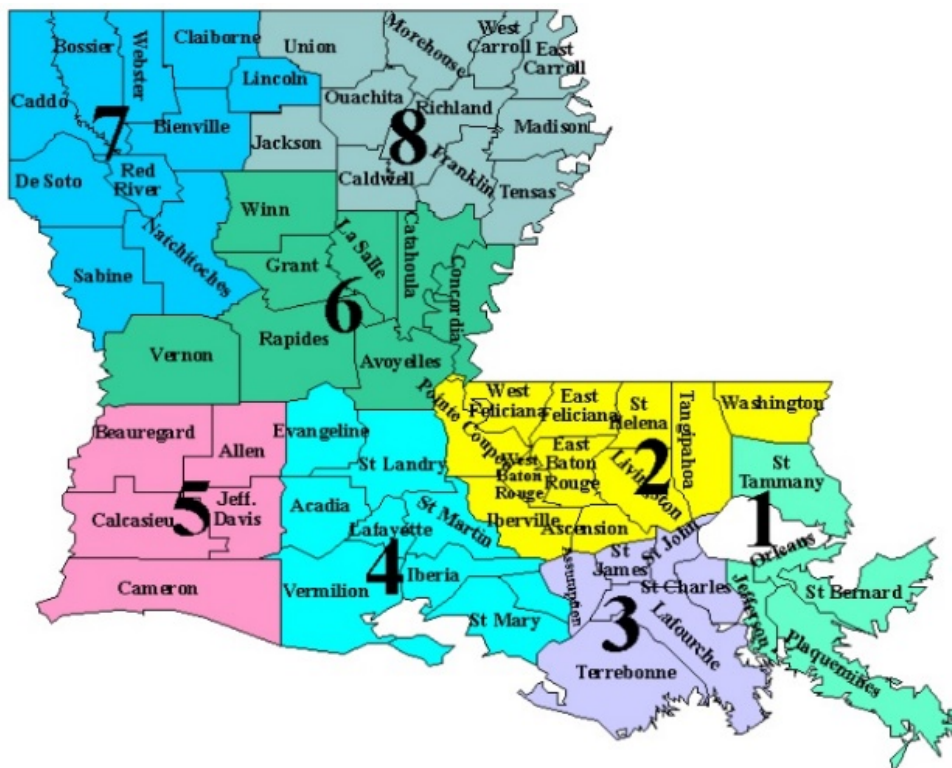 Bossier
Webster
Claiborne
Union
Morehouse
West
Carroll
East
Carroll
Caddo
Lincoln
Ouachita
Richland
Madison
7
Bienville
8
Jackson
De Soto
Red
River
Caldwell
Franklin
Tensas
Natchitoches
Winn
La Salle
Catahoula
Sabine
Grant
6
Concordia
Vernon
Rapides
Avoyelles
Pointe Coupee
West
Feliciana
East
Feliciana
St
Helena
Tangipahoa
Washington
Beauregard
Allen
Evangeline
St Landry
West
Baton
Rouge
East
Baton
Rouge
2
Livingston
St
Tammany
Calcasieu
5
Jeff.
Davis
Acadia
Lafayette
St Martin
Iberville
Ascension
St John
1
Orleans
Cameron
Vermilion
4
Iberia
St Mary
Assumption
St
James
St Charles
Jefferson
St Bernard
3
Lafourche
Terrebonne
Plaquemines